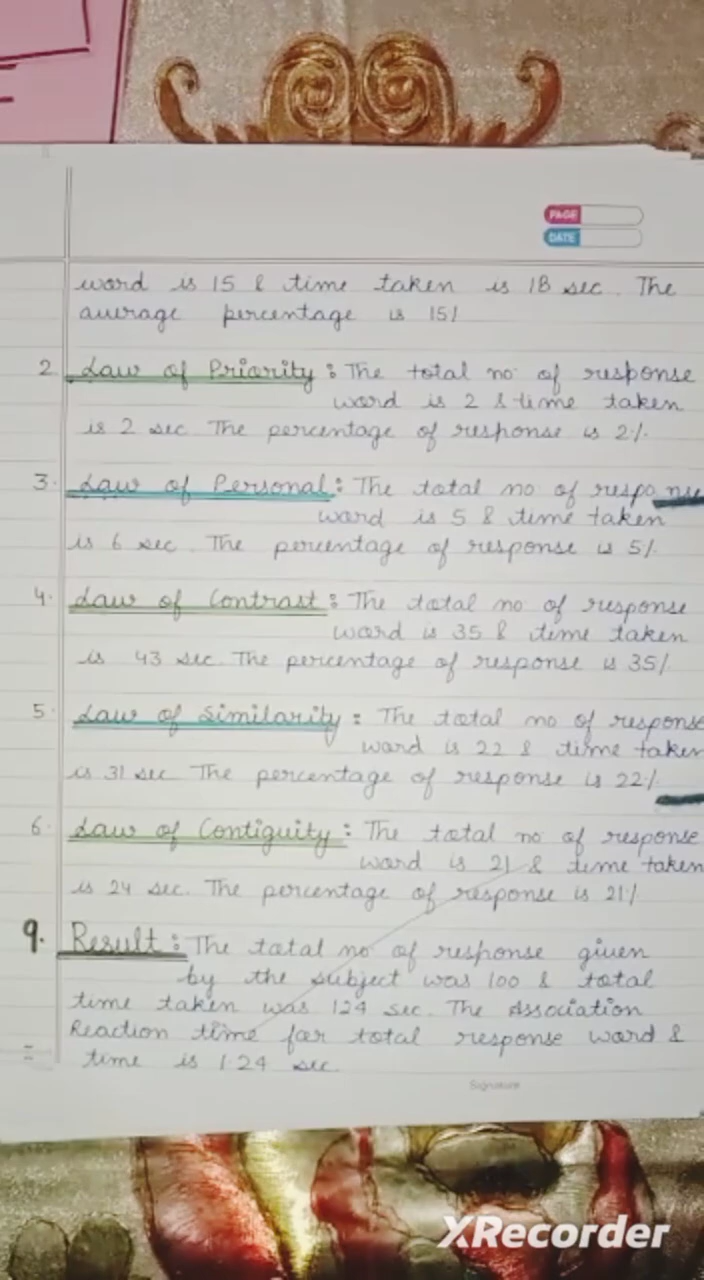 PAGE
DATE
word is 15 & time taken is 18 sec. The
average percentage is 15%
2 Law of Priority : The total no of response
word is 2 & time taken
is 2 sec The percentage of response is 2%.
3. Law of Personal : The total no of response
word is 5 & time taken
is 6 sec. The percentage of response is 5%.
4. Law of Contrast : The total no of response
word is 35 & time taken
is 43 sec. The percentage of response is 35%
5. Law of Similarity : The total no of response
word is 22 & time taken
is 31 sec The percentage of response is 22%.
6. Law of Contiguity : The total no of response
word is 21 & time taken
is 24 sec. The percentage of response is 21%
9. Result : The total no of response given
by the subject was 100 & total
time taken was 124 sec. The Association
Reaction time for total response word &
time is 1.24 sec.
Signature
XRecorder